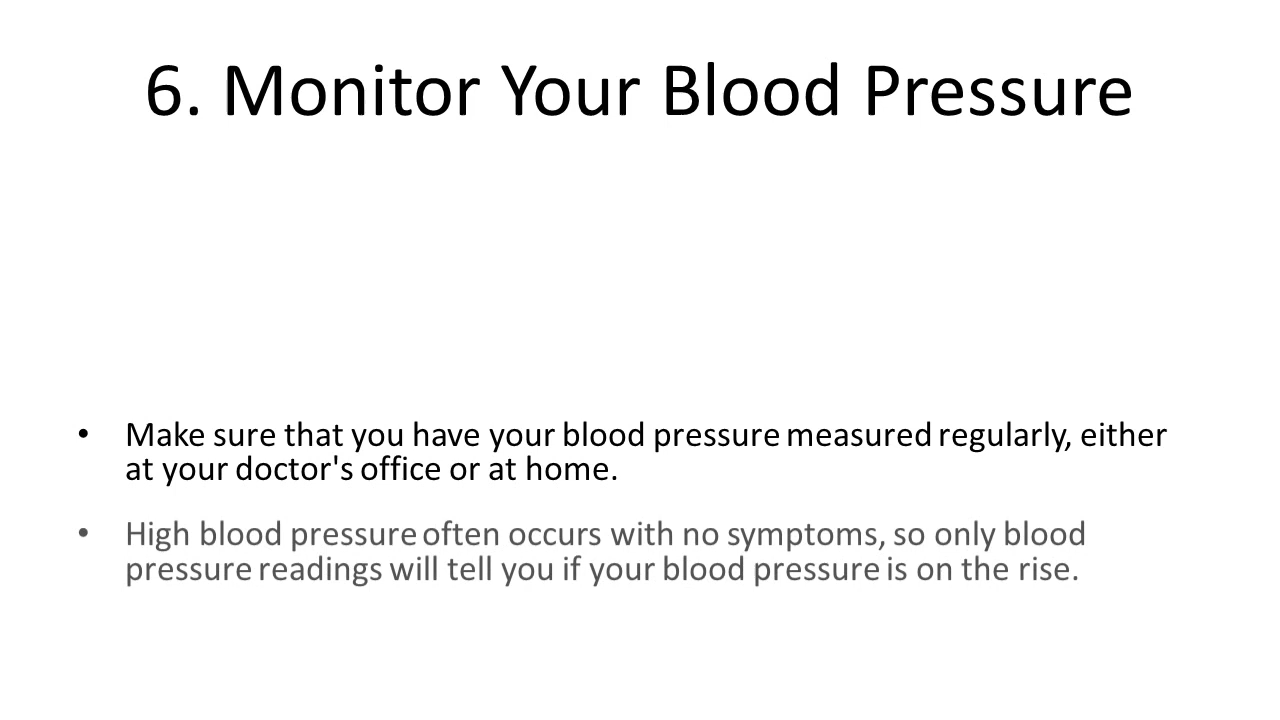 6. Monitor Your Blood Pressure
• Make sure that you have your blood pressure measured regularly, either
at your doctor's office or at home.
• High blood pressure often occurs with no symptoms, so only blood
pressure readings will tell you if your blood pressure is on the rise.